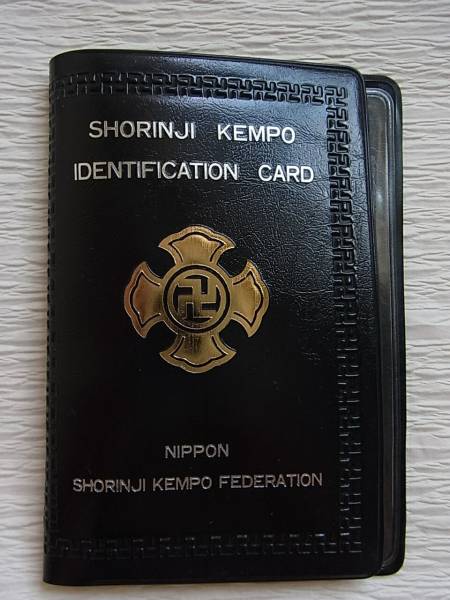 SHORINJI KEMPO
IDENTIFICATION CARD
NIPPON
SHORINJI KEMPO FEDERATION